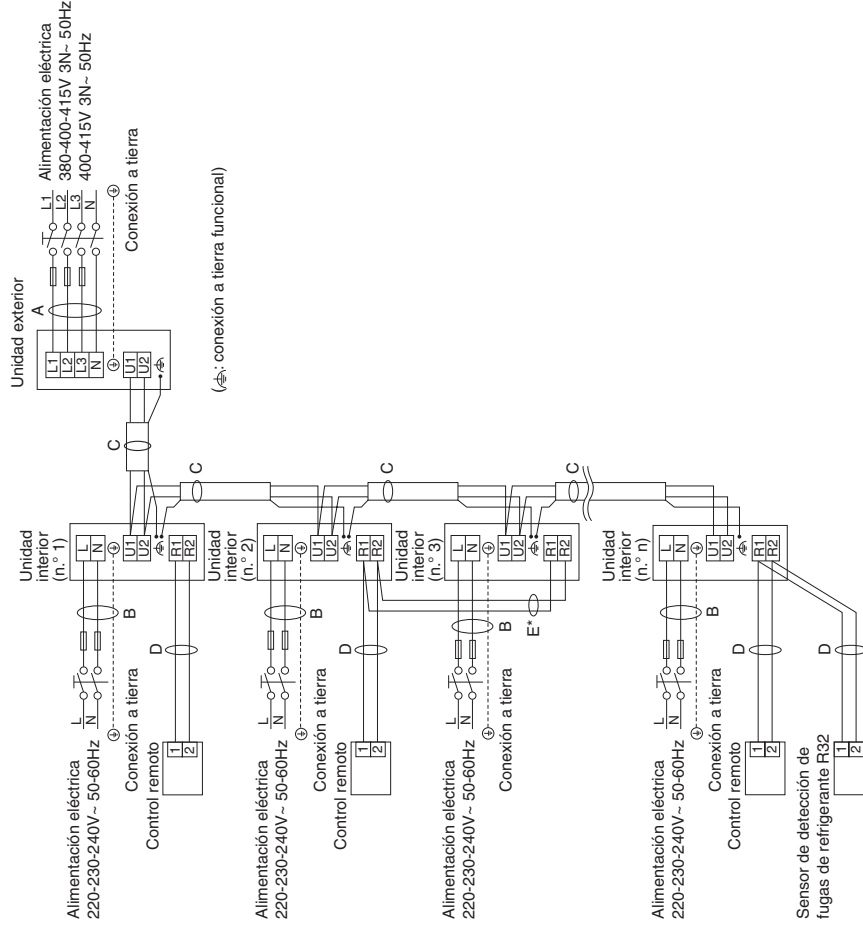 Unidad exterior
A
Alimentación eléctrica
380-400-415V 3N~ 50Hz
400-415V 3N~ 50Hz
L1
L2
L3
N
L1
L2
L3
N
Conexión a tierra
U1
U2
(: conexión a tierra funcional)
C
Unidad
interior
(n.° 1)
Alimentación eléctrica
220-230-240V~ 50-60Hz
L
N
B
L
N
Conexión a tierra
U1
U2
R1
R2
Control remoto
1
2
D
C
Unidad
interior
(n.° 2)
Alimentación eléctrica
220-230-240V~ 50-60Hz
L
N
B
L
N
Conexión a tierra
U1
U2
R1
R2
Control remoto
1
2
D
C
Unidad
interior
(n.° 3)
Alimentación eléctrica
220-230-240V~ 50-60Hz
L
N
B
L
N
Conexión a tierra
U1
U2
R1
R2
E*
C
Unidad
interior
(n.° n)
Alimentación eléctrica
220-230-240V~ 50-60Hz
L
N
B
L
N
Conexión a tierra
U1
U2
R1
R2
Control remoto
1
2
D
Sensor de detección de
fugas de refrigerante R32
1
2
D